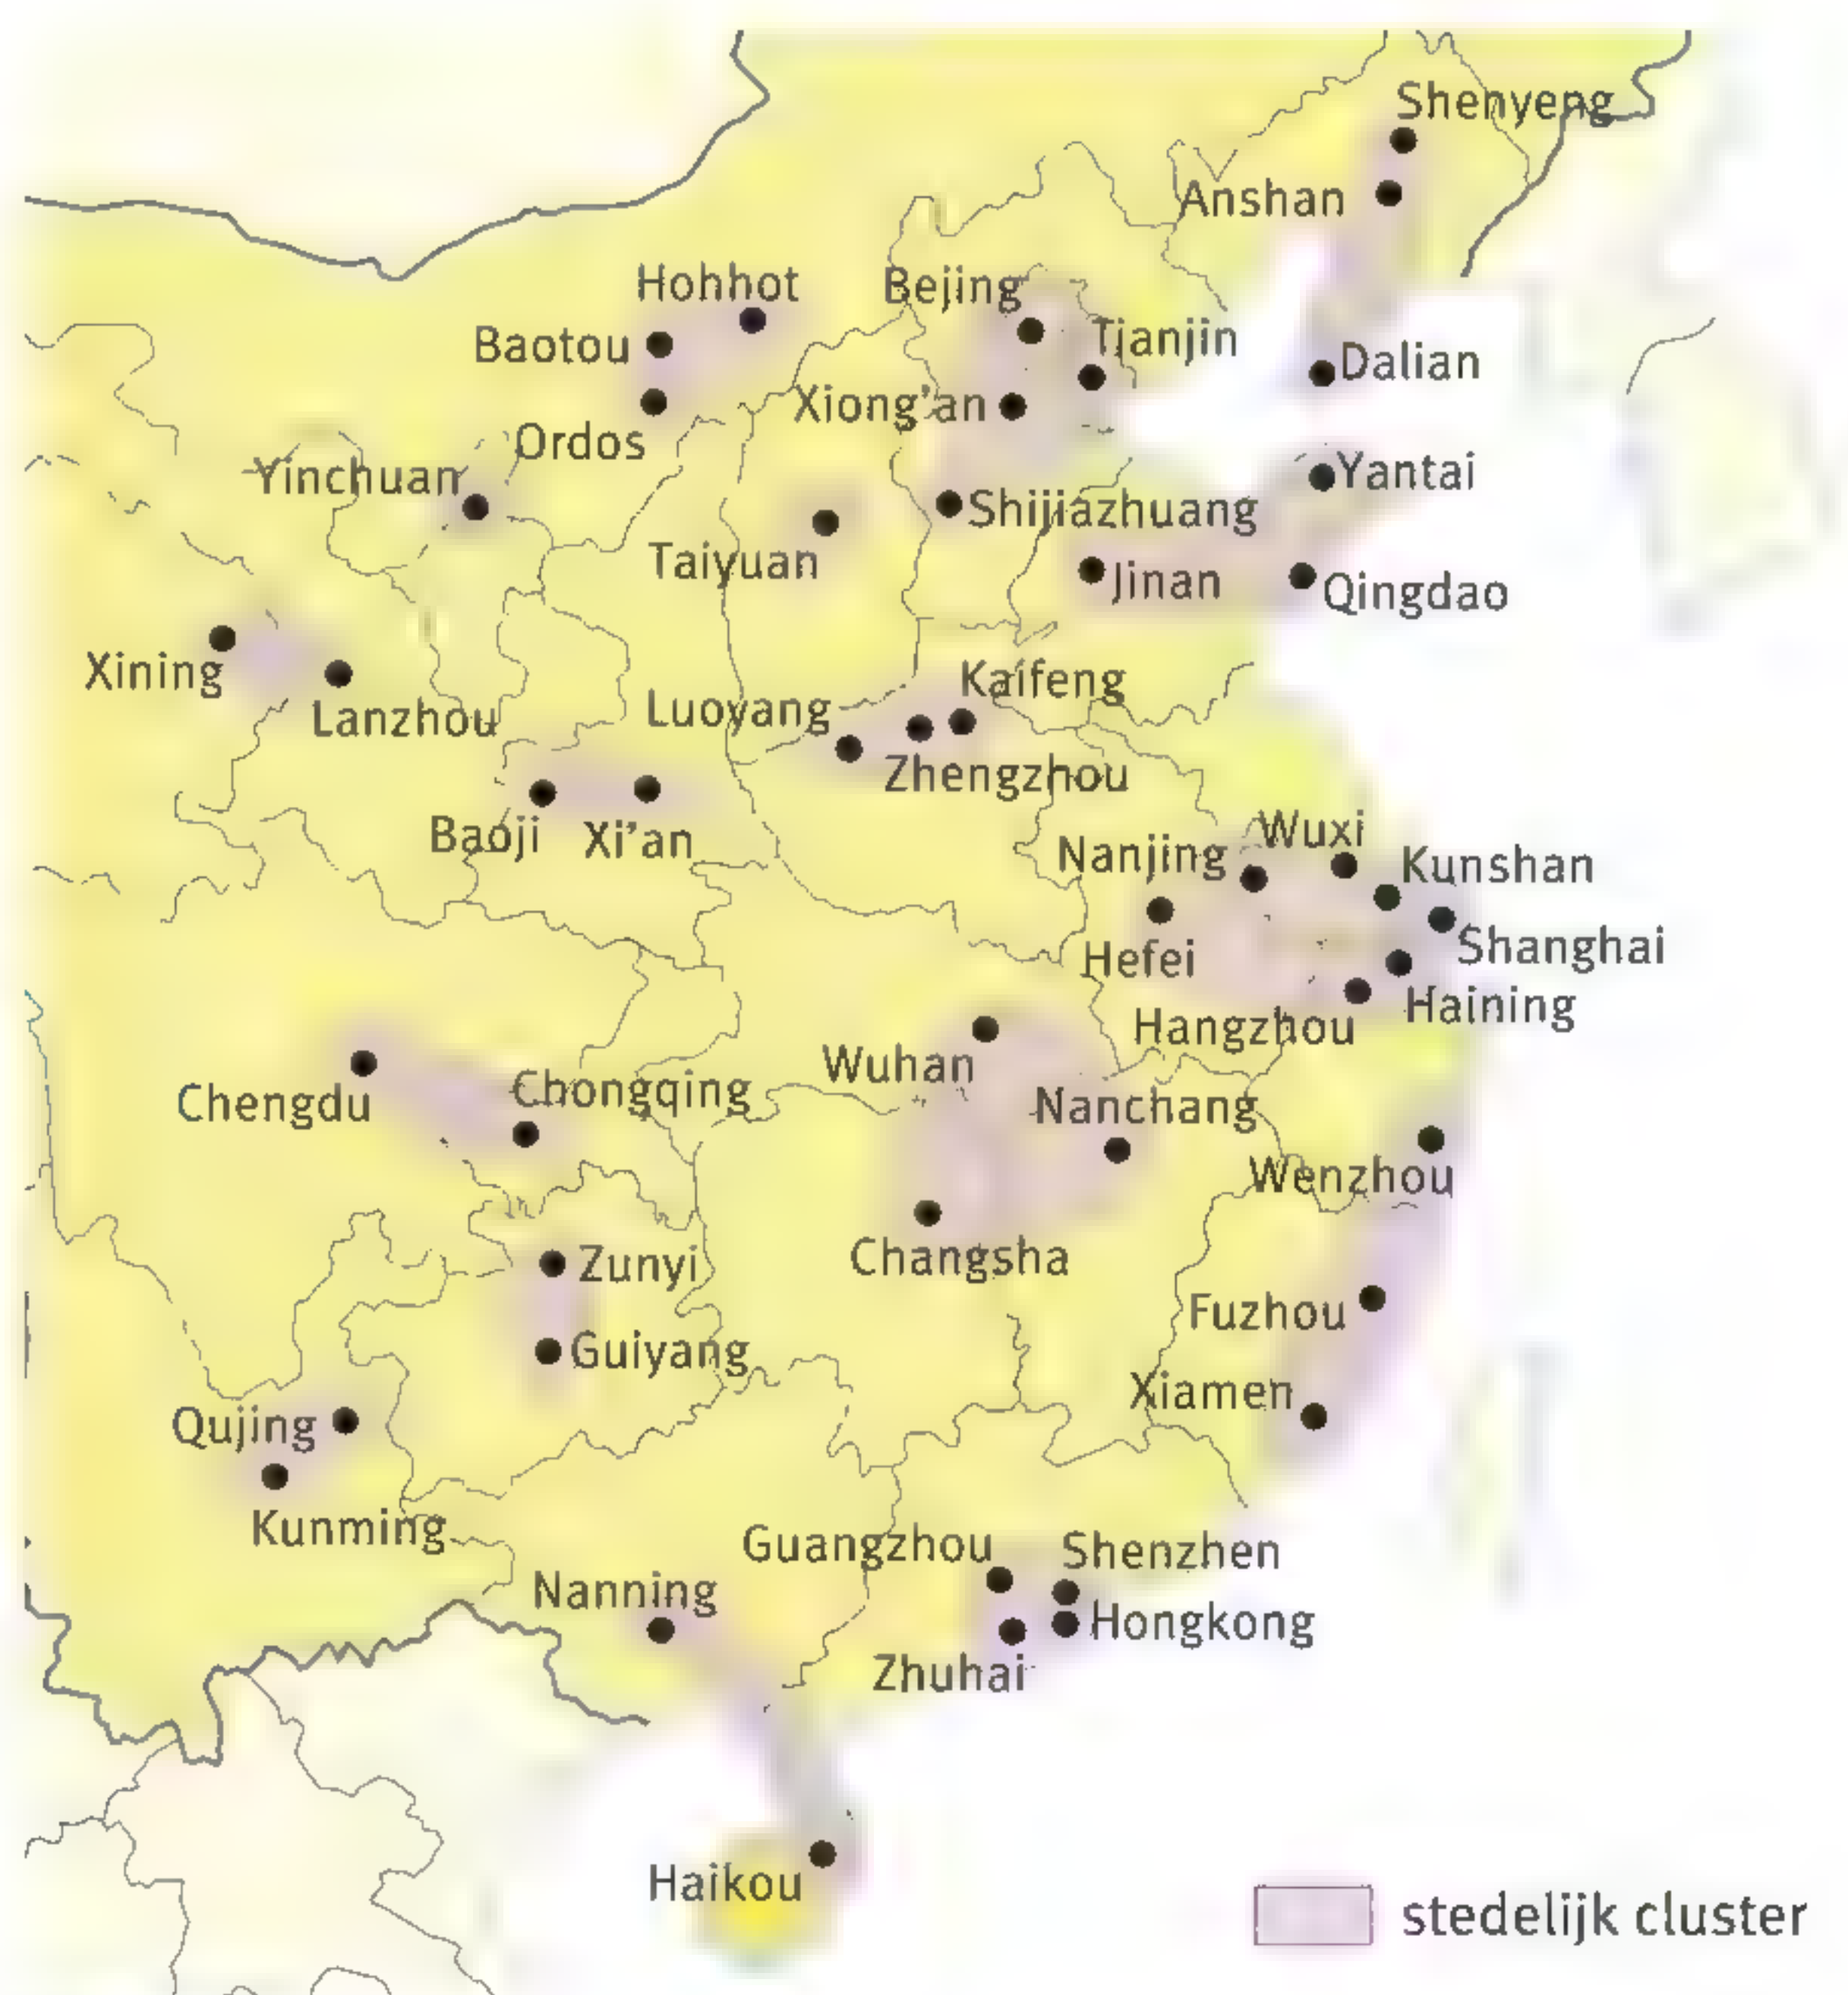 Shenyeng
Anshan
Hohhot
Bejing
Baotou
Tianjin
Dalian
Xiong'an
Ordos
Yinchuan
Yantai
Shijiazhuang
Taiyuan
Jinan
Qingdao
Xining
Kaifeng
Lanzhou
Luoyang
Zhengzhou
Baoji
Xi'an
Wuxi
Nanjing
Kunshan
Shanghai
Hefei
Haining
Hangzhou
Wuhan
Chengdu
Chongqing
Nanchang
Wenzhou
Changsha
Zunyi
Fuzhou
Guiyang
Xiamen
Qujing
Kunming
Guangzhou
Shenzhen
Nanning
Hongkong
Zhuhai
Haikou
stedelijk cluster